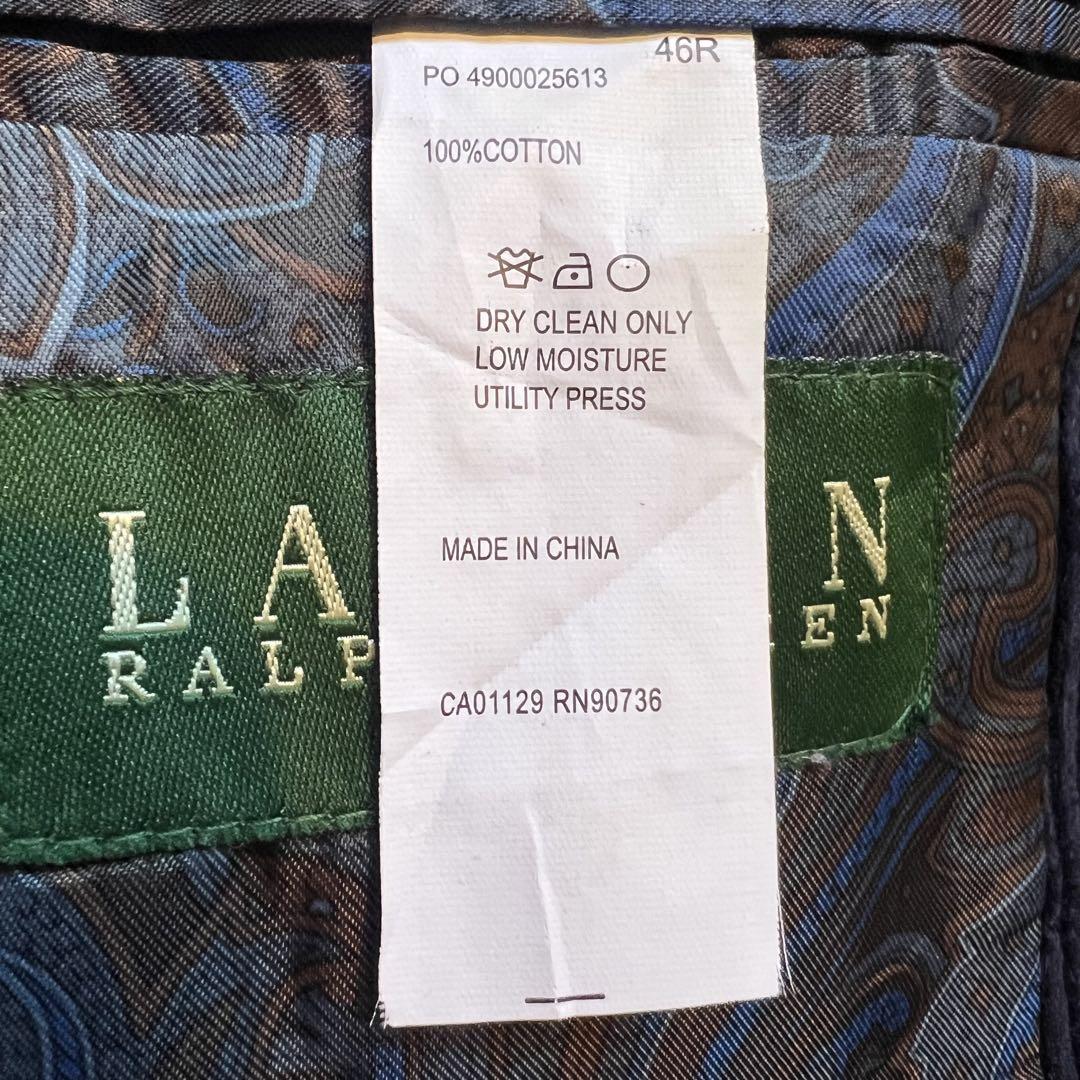 46R
PO 4900025613
100%COTTON
DRY CLEAN ONLY
LOW MOISTURE
UTILITY PRESS
MADE IN CHINA
CA01129 RN90736
LA N
RALP EN